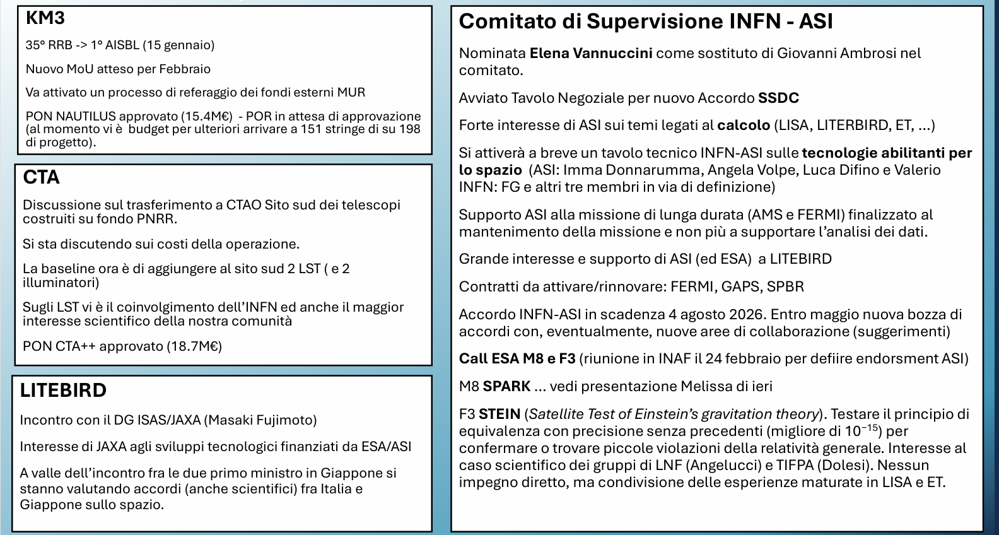 KM3
35° RRB -> 1° AISBL (15 gennaio)
Nuovo MoU atteso per Febbraio
Va attivato un processo di referaggio dei fondi esterni MUR
PON NAUTILUS approvato (15.4M€)  - POR in attesa di approvazione
(al momento vi è  budget per ulteriori arrivare a 151 stringe di su 198
di progetto).
CTA
Discussione sul trasferimento a CTAO Sito sud dei telescopi
costruiti su fondo PNRR.
Si sta discutendo sui costi della operazione.
La baseline ora è di aggiungere al sito sud 2 LST ( e 2
illuminatori)
Sugli LST vi è il coinvolgimento dell’INFN ed anche il maggior
interesse scientifico della nostra comunità
PON CTA++ approvato (18.7M€)
LITEBIRD
Incontro con il DG ISAS/JAXA (Masaki Fujimoto)
Interesse di JAXA agli sviluppi tecnologici finanziati da ESA/ASI
A valle dell’incontro fra le due primo ministro in Giappone si
stanno valutando accordi (anche scientifici) fra Italia e
Giappone sullo spazio.
Comitato di Supervisione INFN - ASI
Nominata Elena Vannuccini come sostituto di Giovanni Ambrosi nel
comitato.
Avviato Tavolo Negoziale per nuovo Accordo SSDC
Forte interesse di ASI sui temi legati al calcolo (LISA, LITERBIRD, ET, ...)
Si attiverà a breve un tavolo tecnico INFN-ASI sulle tecnologie abilitanti per
lo spazio  (ASI: Imma Donnarumma, Angela Volpe, Luca Difino e Valerio
INFN: FG e altri tre membri in via di definizione)
Supporto ASI alla missione di lunga durata (AMS e FERMI) finalizzato al
mantenimento della missione e non più a supportare l’analisi dei dati.
Grande interesse e supporto di ASI (ed ESA)  a LITEBIRD
Contratti da attivare/rinnovare: FERMI, GAPS, SPBR
Accordo INFN-ASI in scadenza 4 agosto 2026. Entro maggio nuova bozza di
accordi con, eventualmente, nuove aree di collaborazione (suggerimenti)
Call ESA M8 e F3 (riunione in INAF il 24 febbraio per defiire endorsment ASI)
M8 SPARK ... vedi presentazione Melissa di ieri
F3 STEIN (Satellite Test of Einstein’s gravitation theory). Testare il principio di
equivalenza con precisione senza precedenti (migliore di 10⁻¹⁵) per
confermare o trovare piccole violazioni della relatività generale. Interesse al
caso scientifico dei gruppi di LNF (Angelucci) e TIFPA (Dolesi). Nessun
impegno diretto, ma condivisione delle esperienze maturate in LISA e ET.